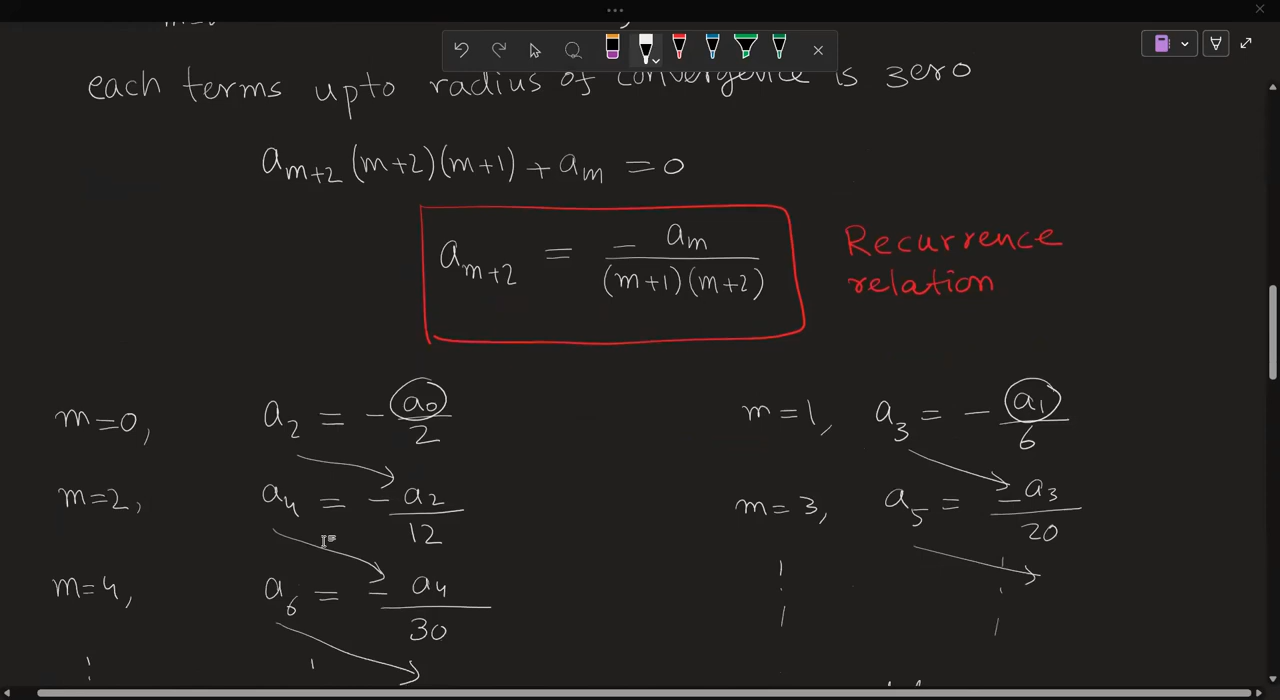 each terms upto radius of convergence is zero
a_{m+2} (m+2)(m+1) + a_m = 0
a_{m+2} = - a_m / (m+1)(m+2)
Recurrence
relation
m=0, a_2 = - a_0 / 2
m=1, a_3 = - a_1 / 6
m=2, a_4 = - a_2 / 12
m=3, a_5 = - a_3 / 20
m=4, a_6 = - a_4 / 30